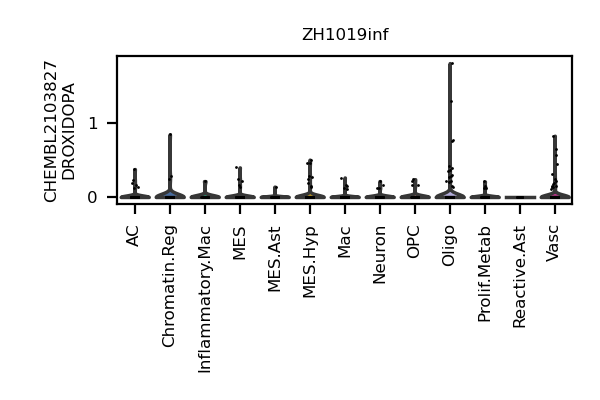 ZH1019inf
CHEMBL2103827
DROXIDOPA
1
0
AC
Chromatin.Reg
Inflammatory.Mac
MES
MES.Ast
MES.Hyp
Mac
Neuron
OPC
Oligo
Prolif.Metab
Reactive.Ast
Vasc